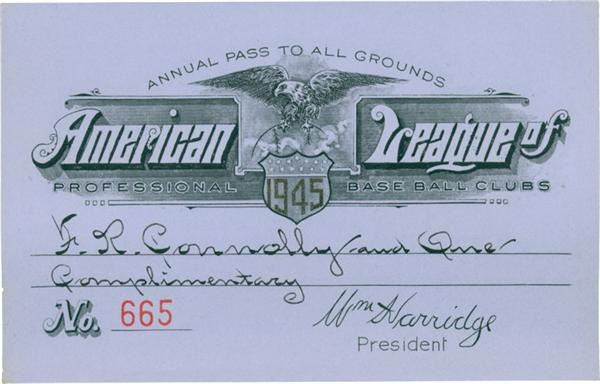 ANNUAL PASS TO ALL GROUNDS
American League of
PROFESSIONAL BASE BALL CLUBS
1945
F. R. Connolly and One
Complimentary
No. 665
Wm Harridge
President